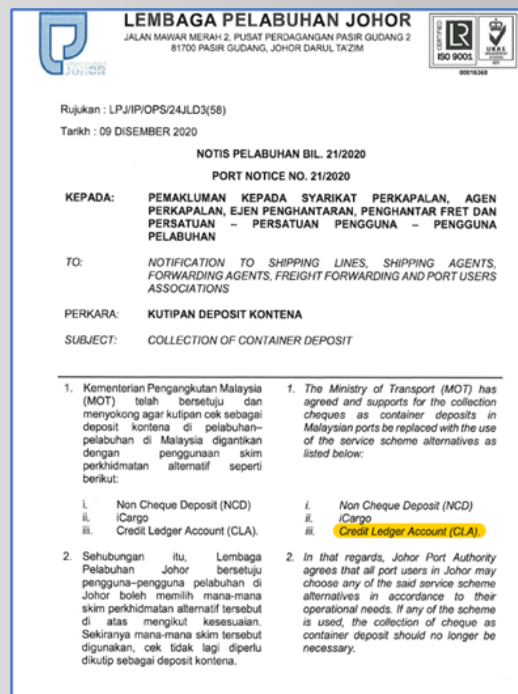 LEMBAGA PELABUHAN JOHOR
JALAN MAWAR MERAH 2, PUSAT PERDAGANGAN PASIR GUDANG 2
81700 PASIR GUDANG, JOHOR DARUL TA'ZIM
JOHOR
CERTIFIED
LR
ISO 9001
UKAS
00016368
Rujukan : LPJ/IP/OPS/24JLD3(58)
Tarikh : 09 DISEMBER 2020
NOTIS PELABUHAN BIL. 21/2020
PORT NOTICE NO. 21/2020
KEPADA: PEMAKLUMAN KEPADA SYARIKAT PERKAPALAN, AGEN
PERKAPALAN, EJEN PENGHANTARAN, PENGHANTAR FRET DAN
PERSATUAN – PERSATUAN PENGGUNA – PENGGUNA
PELABUHAN
TO: NOTIFICATION TO SHIPPING LINES, SHIPPING AGENTS,
FORWARDING AGENTS, FREIGHT FORWARDING AND PORT USERS
ASSOCIATIONS
PERKARA: KUTIPAN DEPOSIT KONTENA
SUBJECT: COLLECTION OF CONTAINER DEPOSIT
1. Kementerian Pengangkutan Malaysia
(MOT) telah bersetuju dan
menyokong agar kutipan cek sebagai
deposit kontena di pelabuhan–
pelabuhan di Malaysia digantikan
dengan penggunaan skim
perkhidmatan alternatif seperti
berikut:
i. Non Cheque Deposit (NCD)
ii. iCargo
iii. Credit Ledger Account (CLA).
2. Sehubungan itu, Lembaga
Pelabuhan Johor bersetuju
pengguna-pengguna pelabuhan di
Johor boleh memilih mana-mana
skim perkhidmatan alternatif tersebut
di atas mengikut kesesuaian.
Sekiranya mana-mana skim tersebut
digunakan, cek tidak lagi diperlu
dikutip sebagai deposit kontena.
1. The Ministry of Transport (MOT) has
agreed and supports for the collection
cheques as container deposits in
Malaysian ports be replaced with the use
of the service scheme alternatives as
listed below:
i. Non Cheque Deposit (NCD)
ii. iCargo
iii. Credit Ledger Account (CLA).
2. In that regards, Johor Port Authority
agrees that all port users in Johor may
choose any of the said service scheme
alternatives in accordance to their
operational needs. If any of the scheme
is used, the collection of cheque as
container deposit should no longer be
necessary.